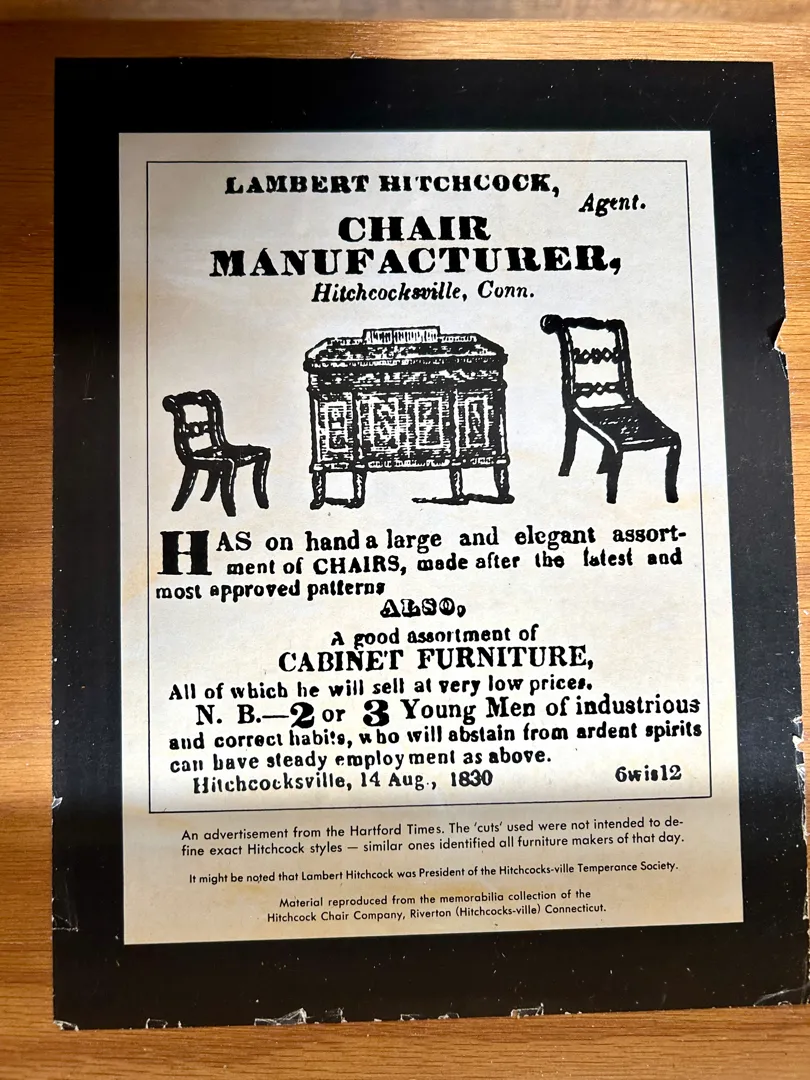 LAMBERT HITCHCOCK,
Agent.
CHAIR
MANUFACTURER,
Hitchcocksville, Conn.
HAS on hand a large and elegant assort-
ment of CHAIRS, made after the latest and
most approved patterns
ALSO,
A good assortment of
CABINET FURNITURE,
All of which he will sell at very low prices.
N. B.—2 or 3 Young Men of industrious
and correct habits, who will abstain from ardent spirits
can have steady employment as above.
Hitchcocksville, 14 Aug., 1830 6wis12
An advertisement from the Hartford Times. The 'cuts' used were not intended to de-
fine exact Hitchcock styles — similar ones identified all furniture makers of that day.
It might be noted that Lambert Hitchcock was President of the Hitchcocks-ville Temperance Society.
Material reproduced from the memorabilia collection of the
Hitchcock Chair Company, Riverton (Hitchcocks-ville) Connecticut.